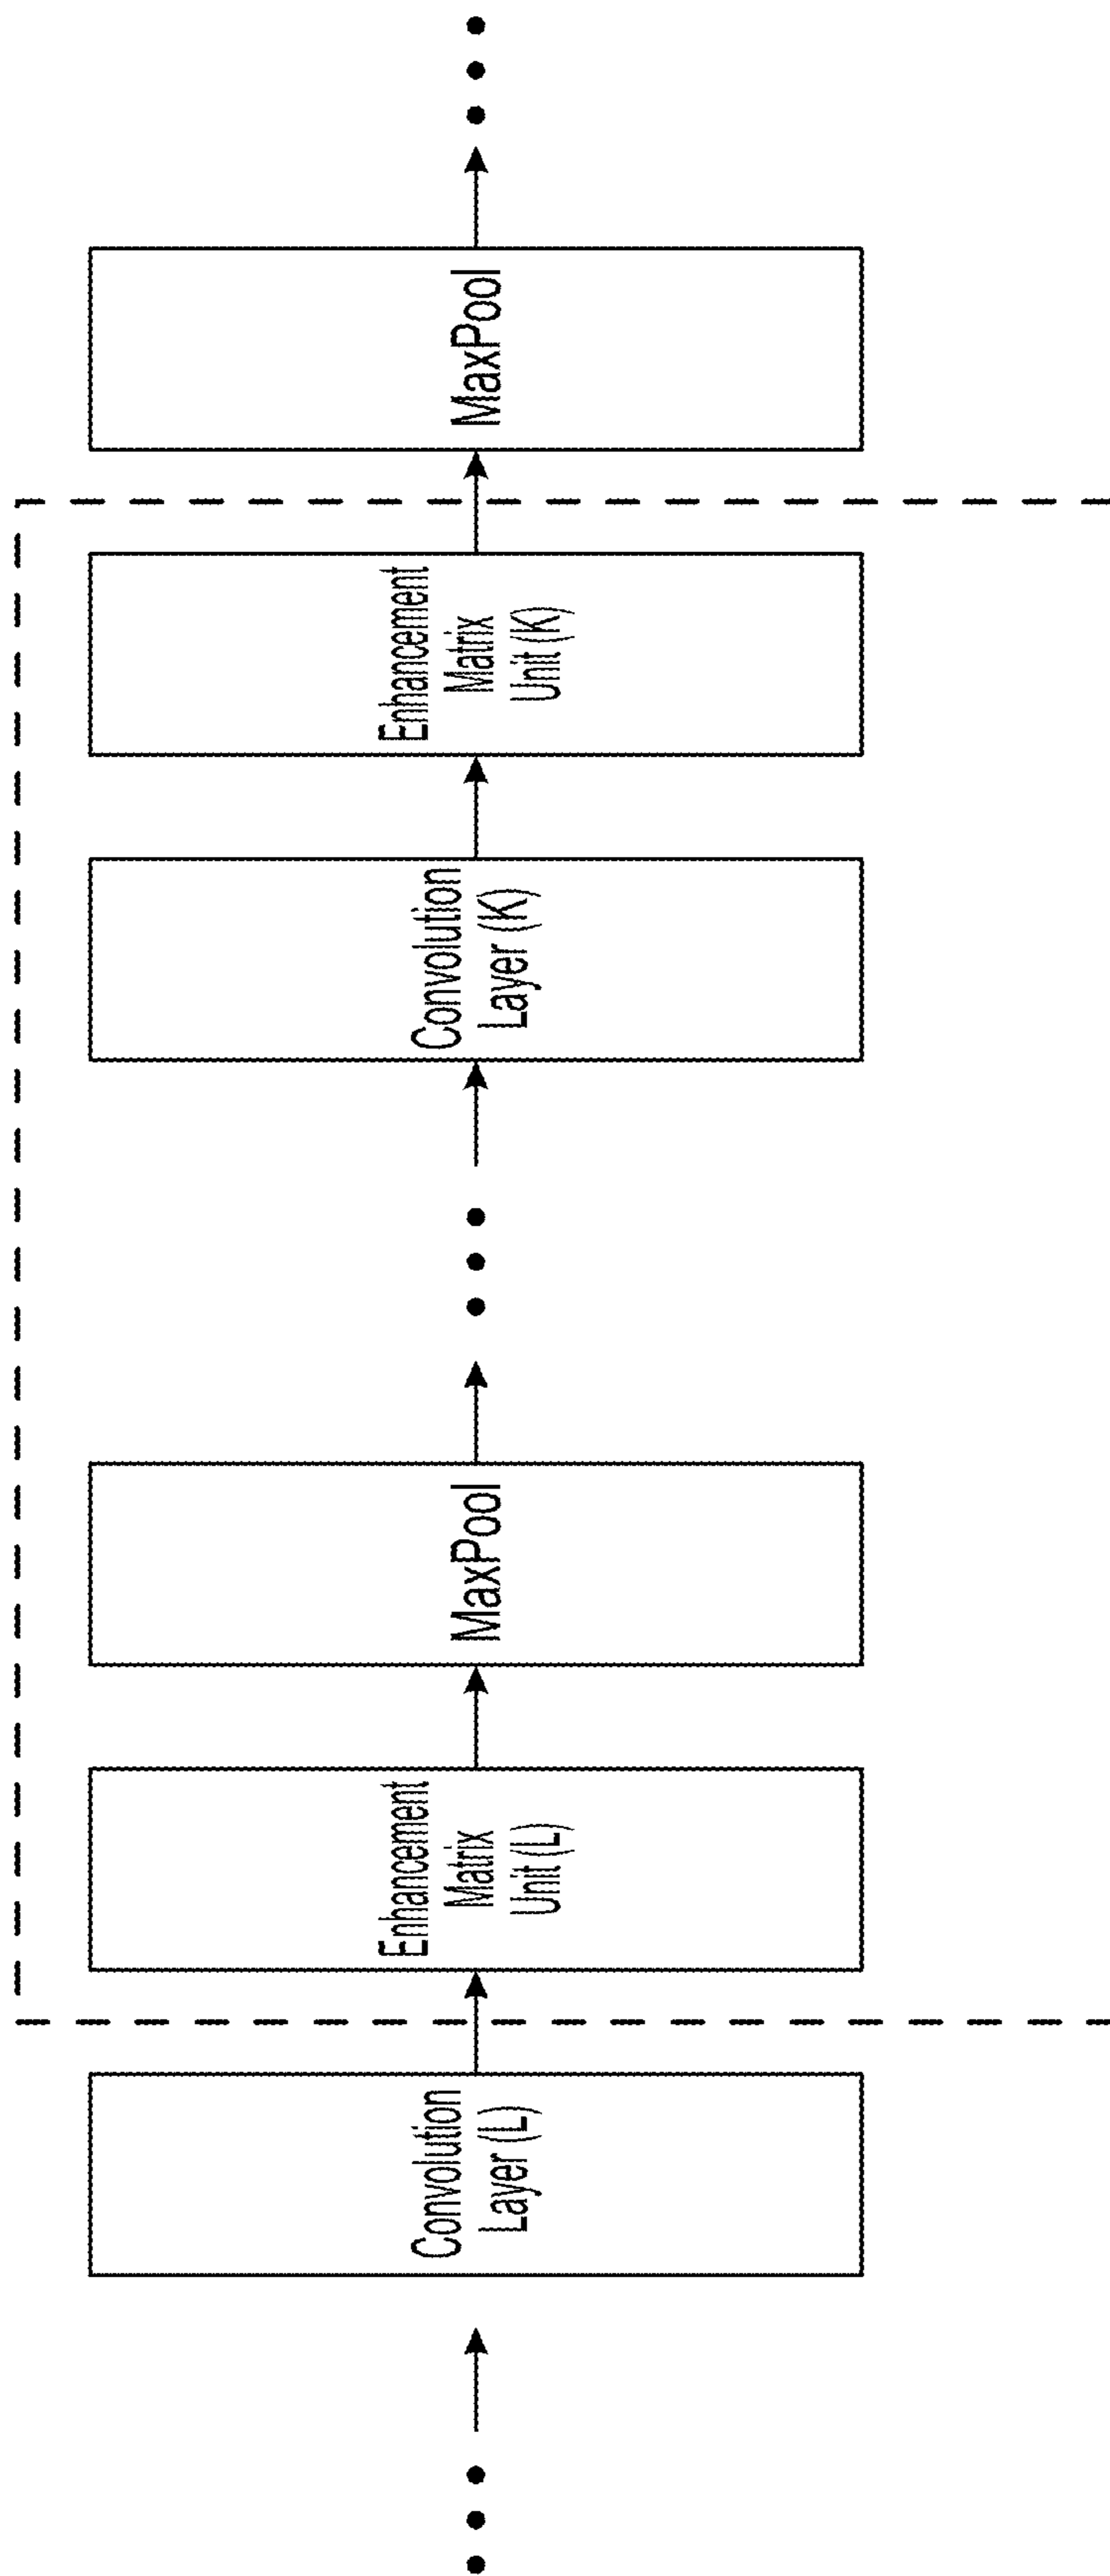 Convolution
Layer (L)
Enhancement
Matrix
Unit (L)
MaxPool
Convolution
Layer (K)
Enhancement
Matrix
Unit (K)
MaxPool